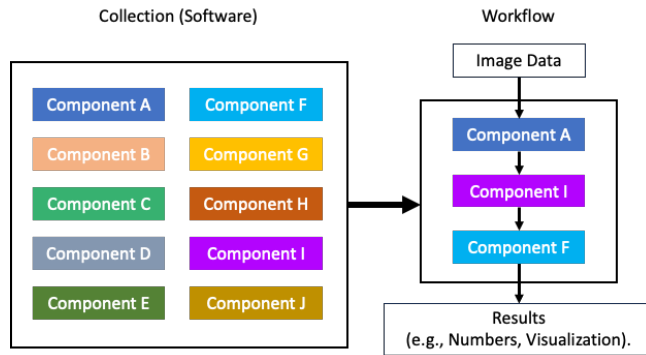 Collection (Software)
Workflow
Component A
Component F
Component B
Component G
Component C
Component H
Component D
Component I
Component E
Component J
Image Data
Component A
Component I
Component F
Results
(e.g., Numbers, Visualization).